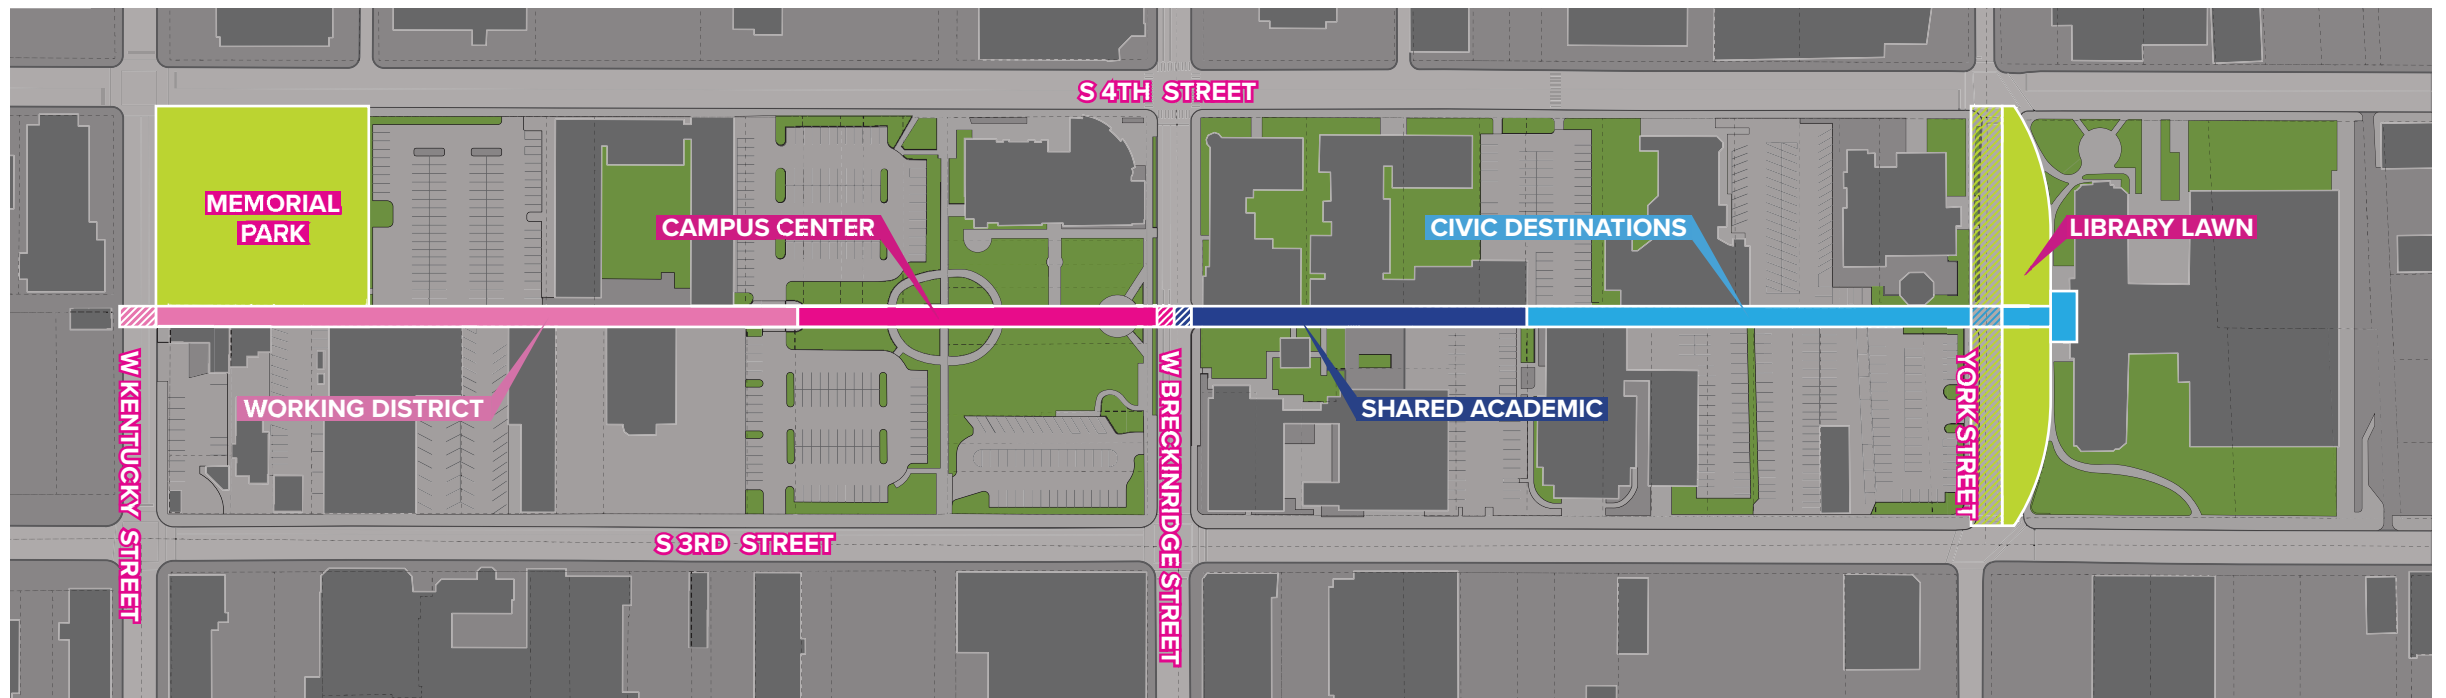 S 4TH STREET
MEMORIAL
PARK
CAMPUS CENTER
CIVIC DESTINATIONS
LIBRARY LAWN
WORKING DISTRICT
SHARED ACADEMIC
W KENTUCKY STREET
W BRECKINRIDGE STREET
YORK STREET
S 3RD STREET